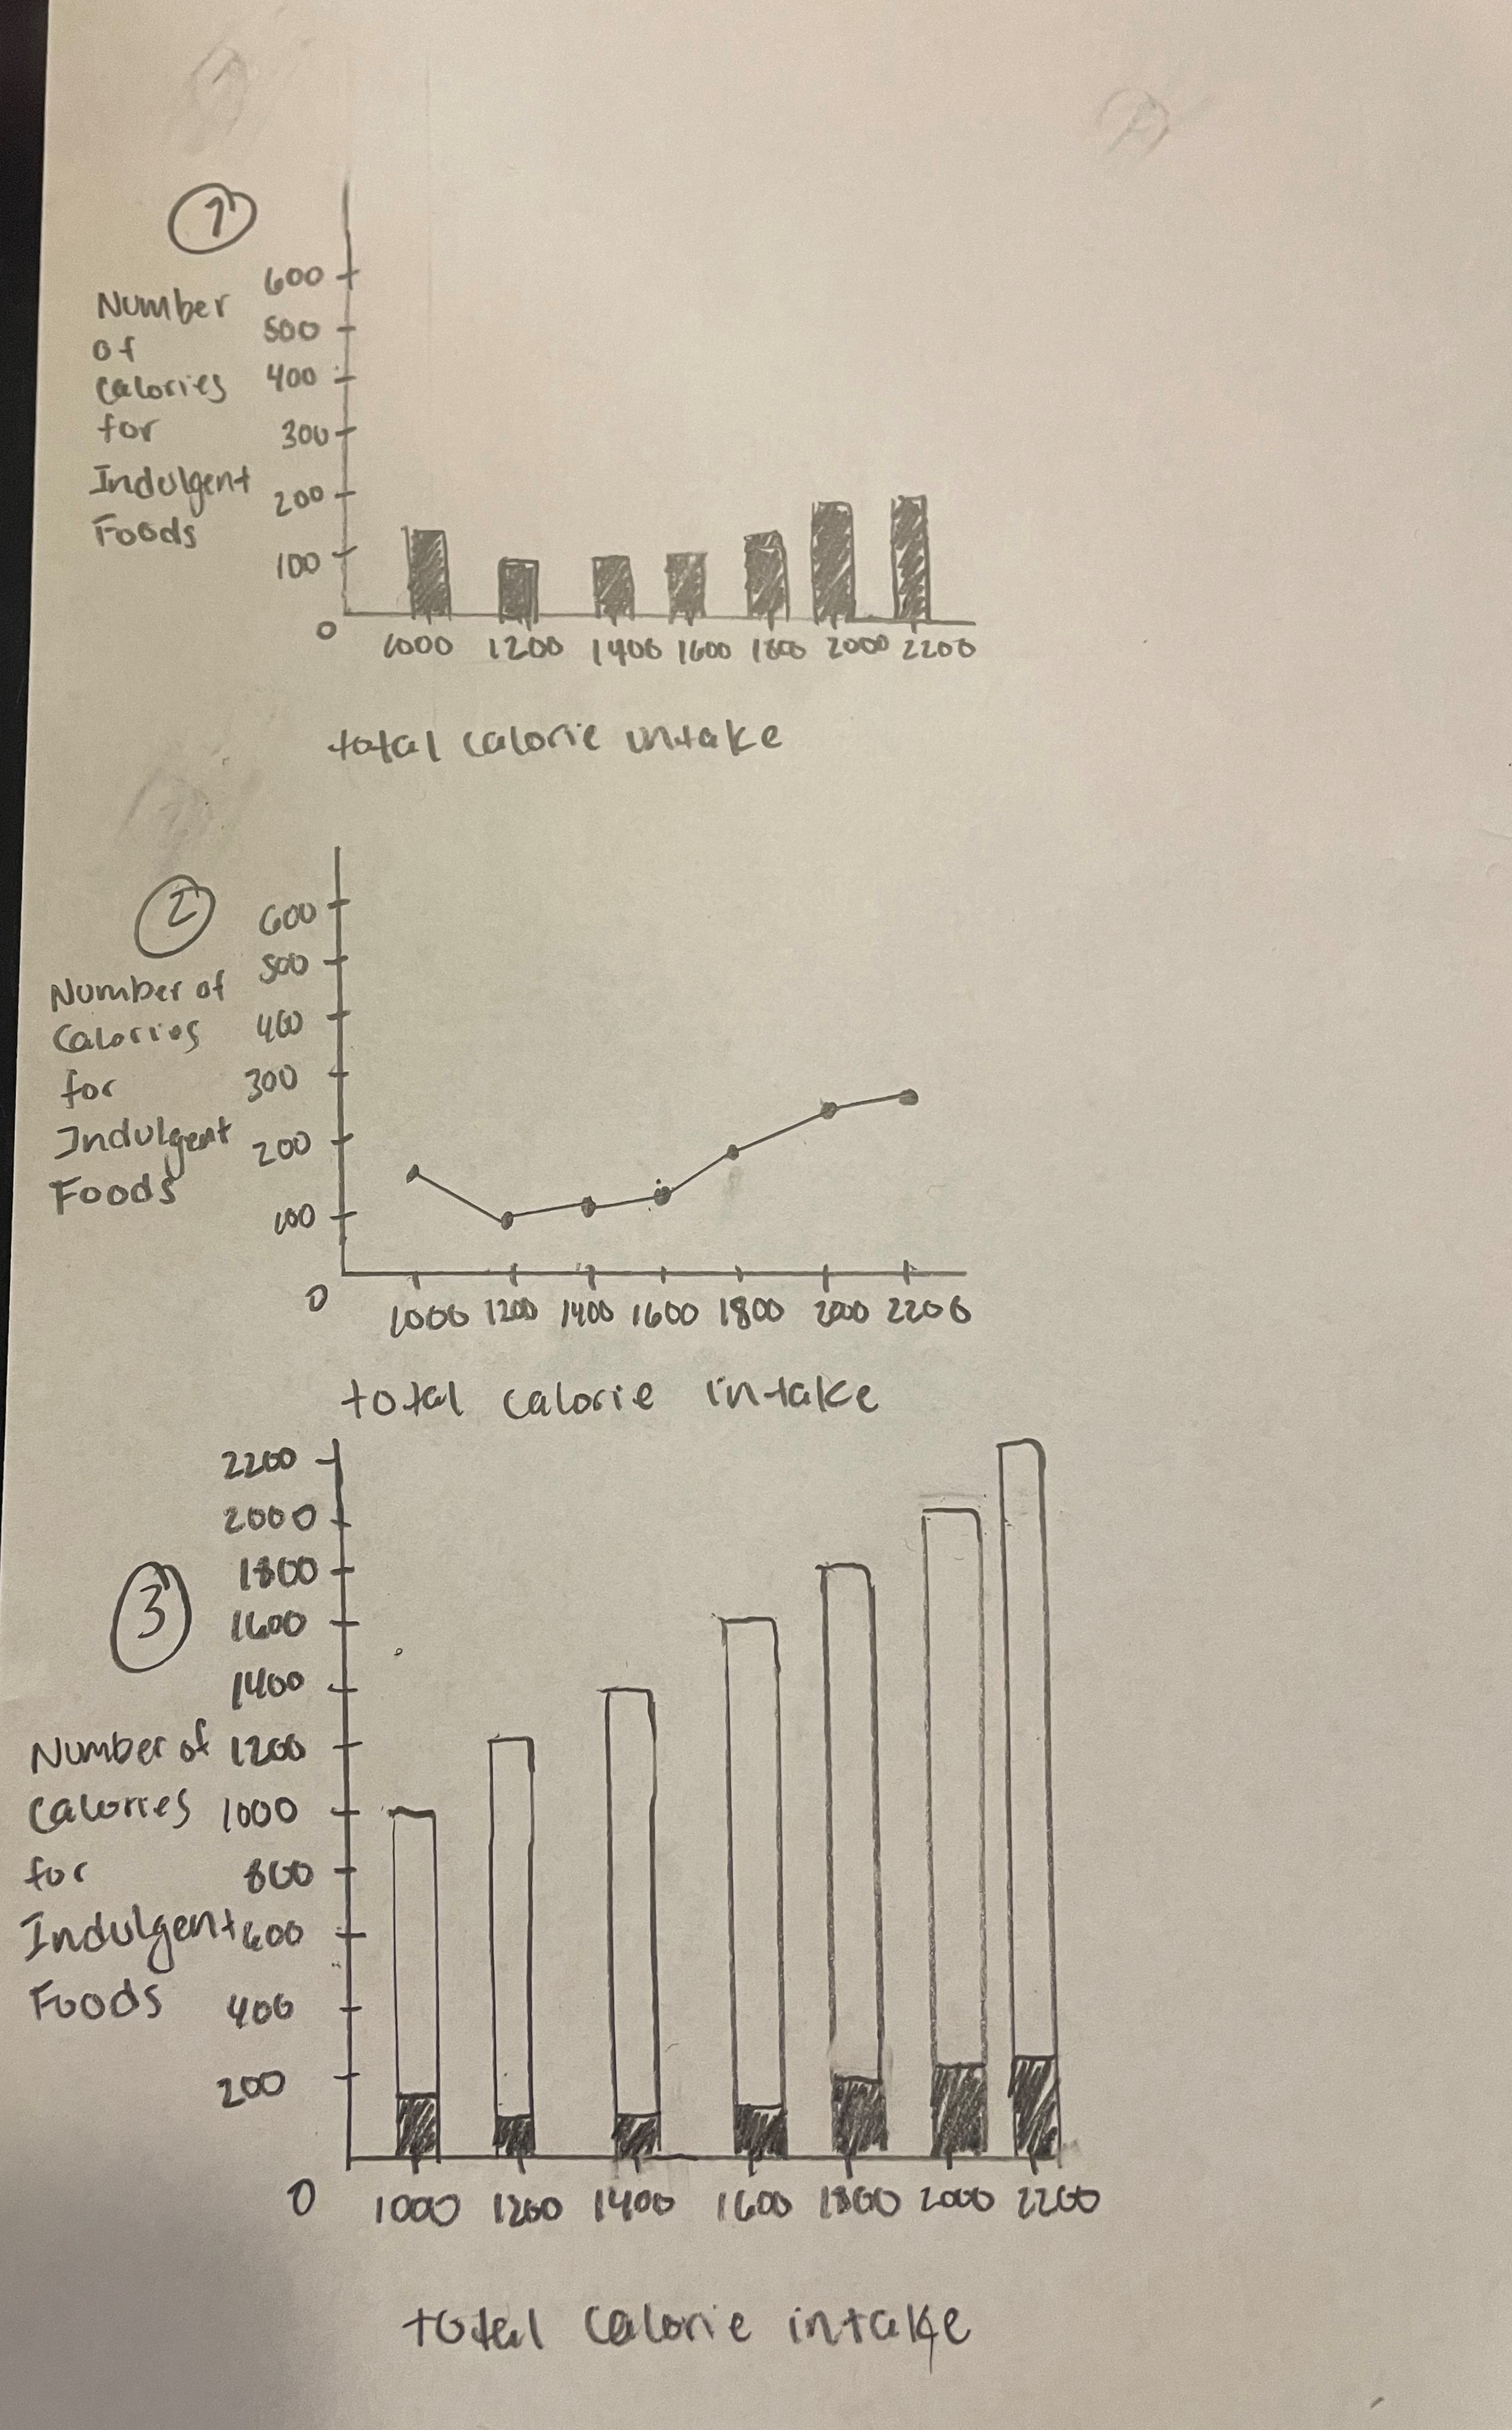 1
600
Number
500
of
Calories 400
for
300
Indulgent
200
Foods
100
0
1000 1200 1400 1600 1800 2000 2200
total calorie intake
2
600
500
Number of
Calories 400
for
300
Indulgent
200
Foods
100
0
1000 1200 1400 1600 1800 2000 2200
total calorie intake
2200
2000
1800
3
1600
1400
Number of 1200
Calories 1000
for 800
Indulgent 600
Foods 400
200
0
1000 1200 1400 1600 1800 2000 2200
total calorie intake